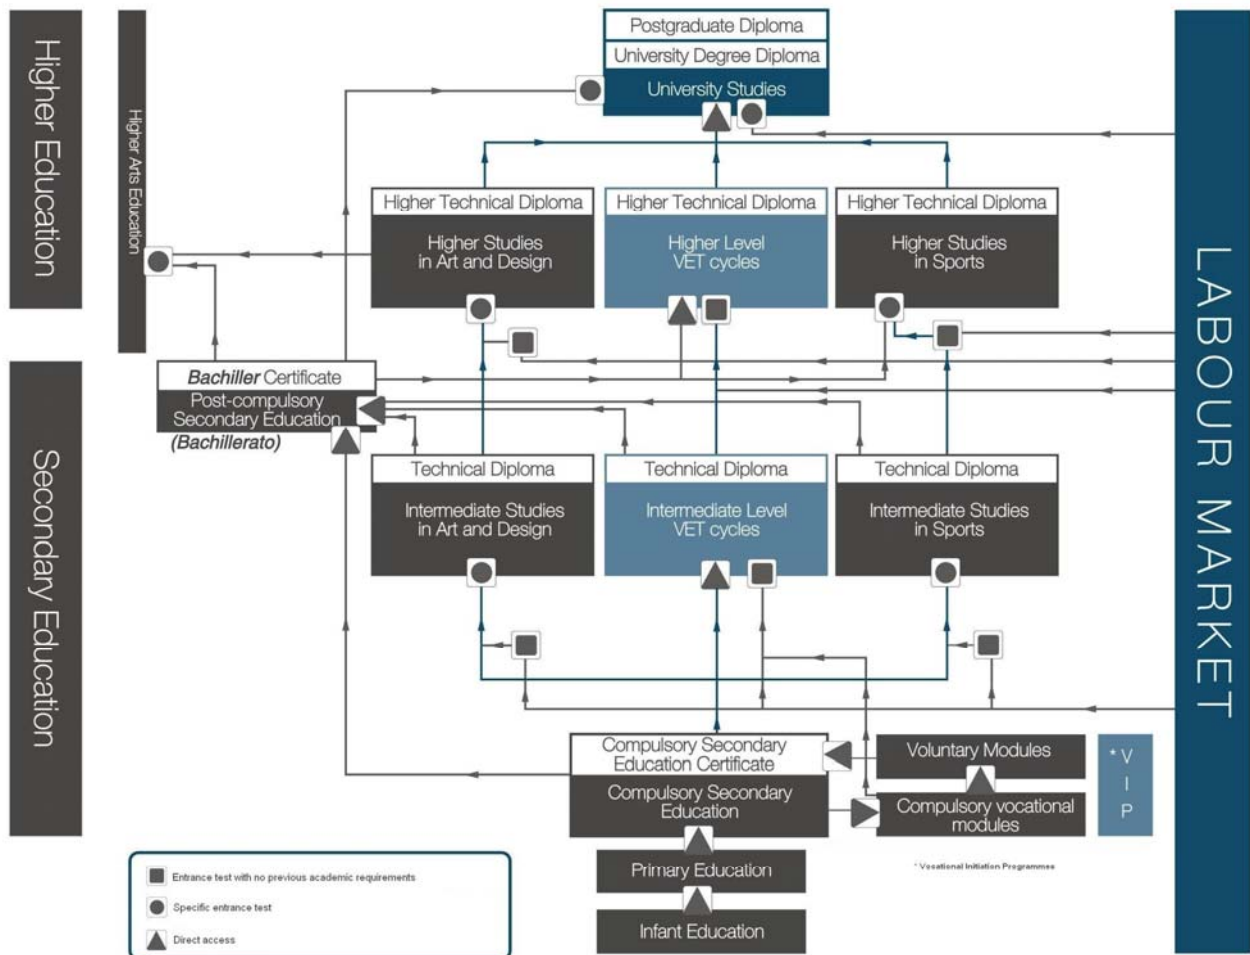 Higher Education
Higher Arts Education
Postgraduate Diploma
University Degree Diploma
University Studies
Higher Technical Diploma
Higher Studies
in Art and Design
Higher Technical Diploma
Higher Level
VET cycles
Higher Technical Diploma
Higher Studies
in Sports
LABOUR MARKET
Secondary Education
Bachiller Certificate
Post-compulsory
Secondary Education
(Bachillerato)
Technical Diploma
Intermediate Studies
in Art and Design
Technical Diploma
Intermediate Level
VET cycles
Technical Diploma
Intermediate Studies
in Sports
Compulsory Secondary
Education Certificate
Compulsory Secondary
Education
Voluntary Modules
Compulsory vocational
modules
* V
I
P
Primary Education
Infant Education
* Vocational Initiation Programmes
Entrance test with no previous academic requirements
Specific entrance test
Direct access